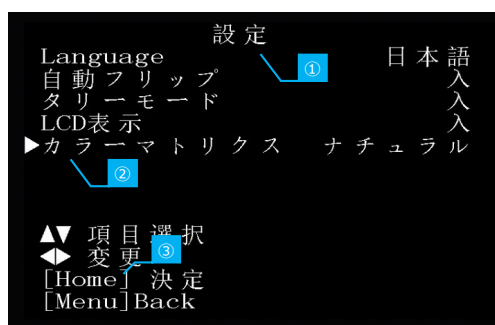 設定
①
Language 日本語
自動フリップ 入
タリーモード 入
LCD表示 入
▶カラーマトリクス ナチュラル
②
▲▼ 項目選択
◀▶ 変更
③
[Home] 決定
[Menu]Back